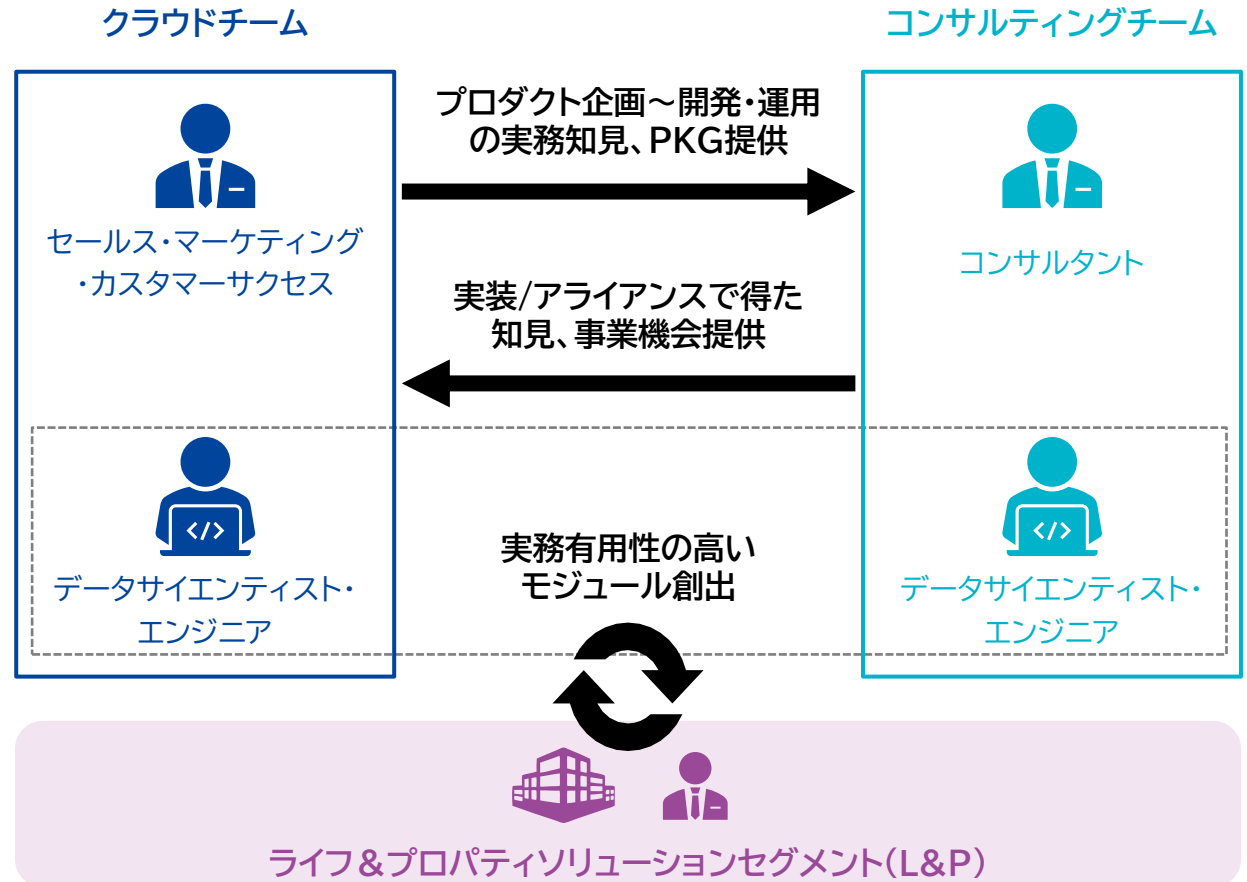 クラウドチーム
コンサルティングチーム
プロダクト企画～開発・運用
の実務知見、PKG提供
セールス・マーケティング
・カスタマーサクセス
コンサルタント
実装/アライアンスで得た
知見、事業機会提供
</>
</>
データサイエンティスト・
エンジニア
実務有用性の高い
モジュール創出
データサイエンティスト・
エンジニア
ライフ&プロパティソリューションセグメント(L&P)